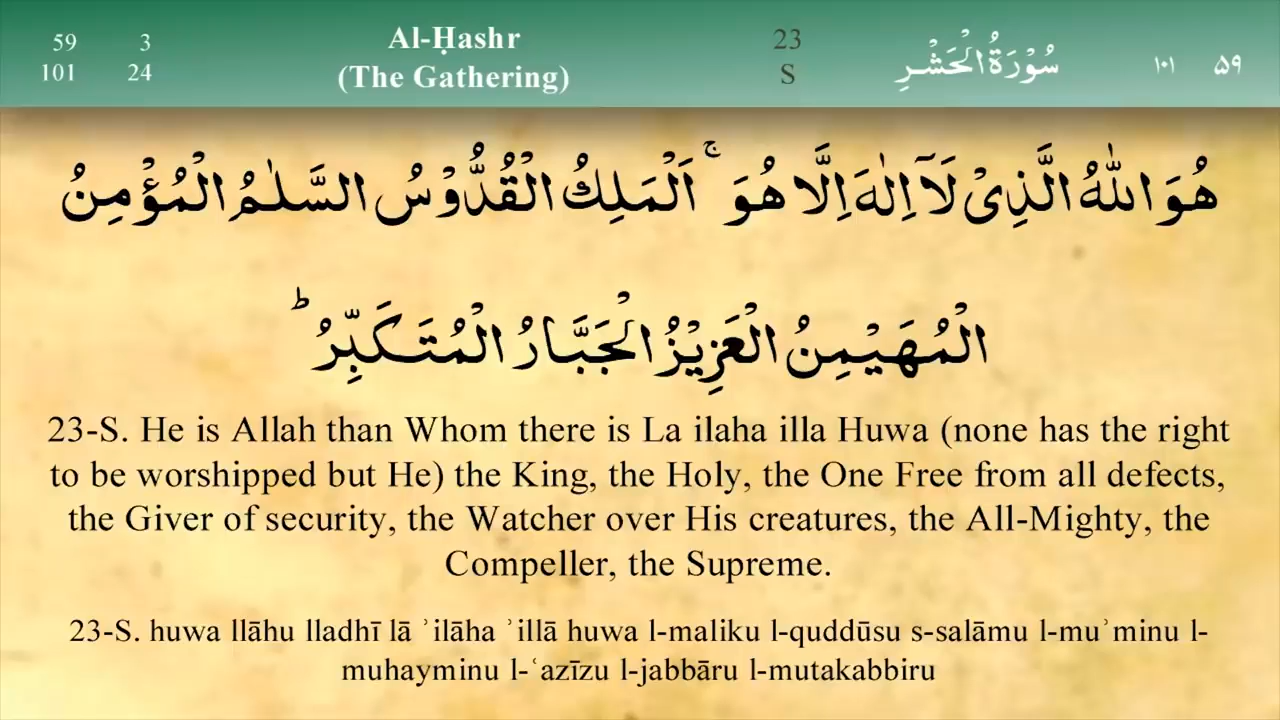 59 3 Al-Ḥashr 23 سُوْرَةُ الْحَشْرِ ١٠١ ۵۹
101 24 (The Gathering) S
هُوَ اللّٰهُ الَّذِىْ لَاۤ اِلٰهَ اِلَّا هُوَ ۚ اَلْمَلِكُ الْقُدُّوْسُ السَّلٰمُ الْمُؤْمِنُ
الْمُهَيْمِنُ الْعَزِيْزُ الْجَبَّارُ الْمُتَكَبِّرُ ؕ
23-S. He is Allah than Whom there is La ilaha illa Huwa (none has the right
to be worshipped but He) the King, the Holy, the One Free from all defects,
the Giver of security, the Watcher over His creatures, the All-Mighty, the
Compeller, the Supreme.
23-S. huwa llāhu lladhī lā ʾilāha ʾillā huwa l-maliku l-quddūsu s-salāmu l-muʾminu l-
muhayminu l-ʿazīzu l-jabbāru l-mutakabbiru